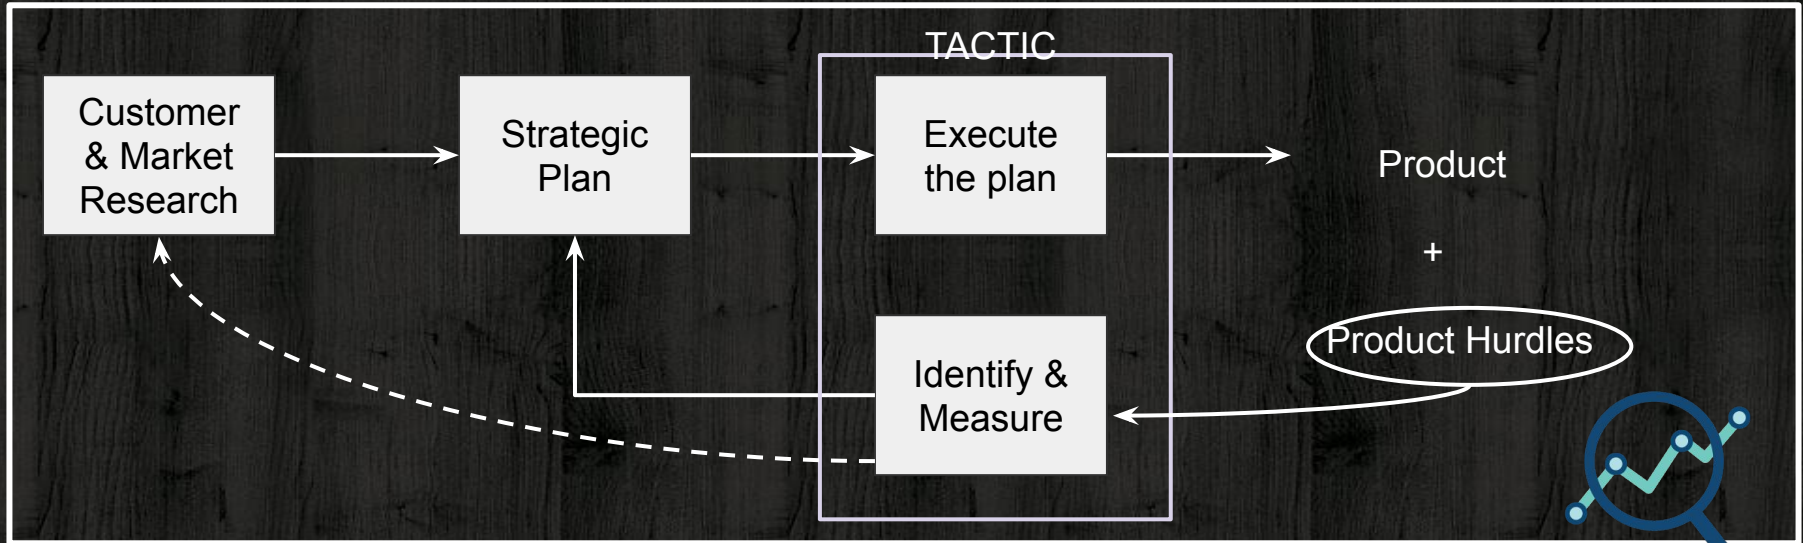 TACTIC
Customer
& Market
Research
Strategic
Plan
Execute
the plan
Product
+
Product Hurdles
Identify &
Measure